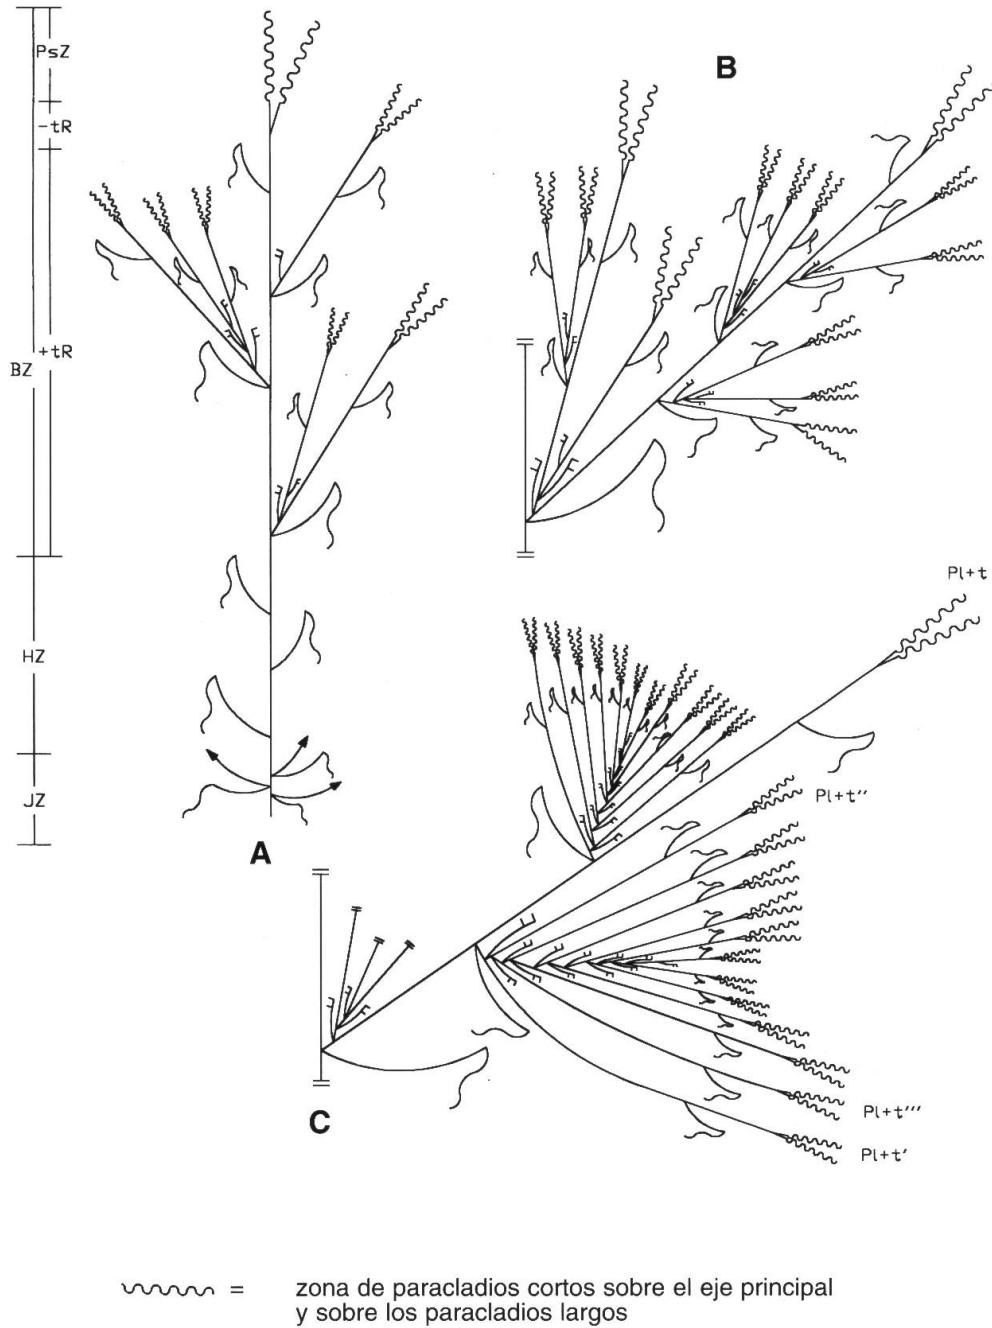 PsZ
-tR
B
+tR
BZ
Pl+t
HZ
JZ
Pl+t''
A
C
Pl+t'''
Pl+t'
= zona de paracladios cortos sobre el eje principal
y sobre los paracladios largos